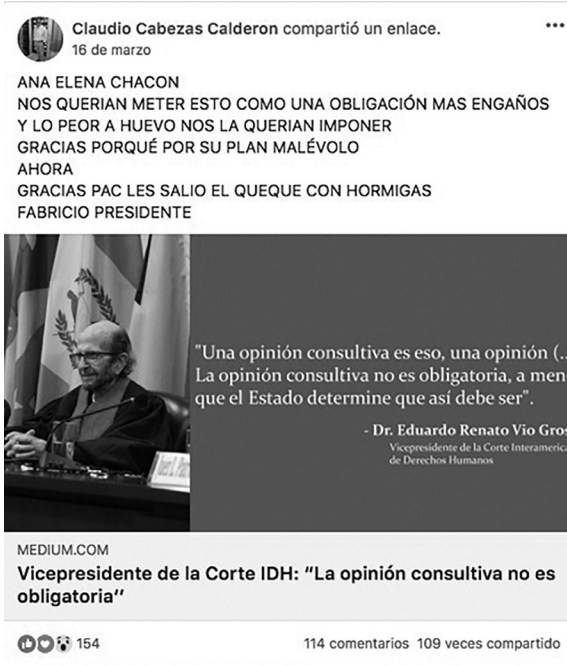 Claudio Cabezas Calderon compartió un enlace.
16 de marzo
ANA ELENA CHACON
NOS QUERIAN METER ESTO COMO UNA OBLIGACIÓN MAS ENGAÑOS
Y LO PEOR A HUEVO NOS LA QUERIAN IMPONER
GRACIAS PORQUÉ POR SU PLAN MALÉVOLO
AHORA
GRACIAS PAC LES SALIO EL QUEQUE CON HORMIGAS
FABRICIO PRESIDENTE
"Una opinión consultiva es eso, una opinión (..
La opinión consultiva no es obligatoria, a men
que el Estado determine que así debe ser".
- Dr. Eduardo Renato Vio Gros
Vicepresidente de la Corte Interameric
de Derechos Humanos
MEDIUM.COM
Vicepresidente de la Corte IDH: “La opinión consultiva no es
obligatoria’’
154
114 comentarios 109 veces compartido